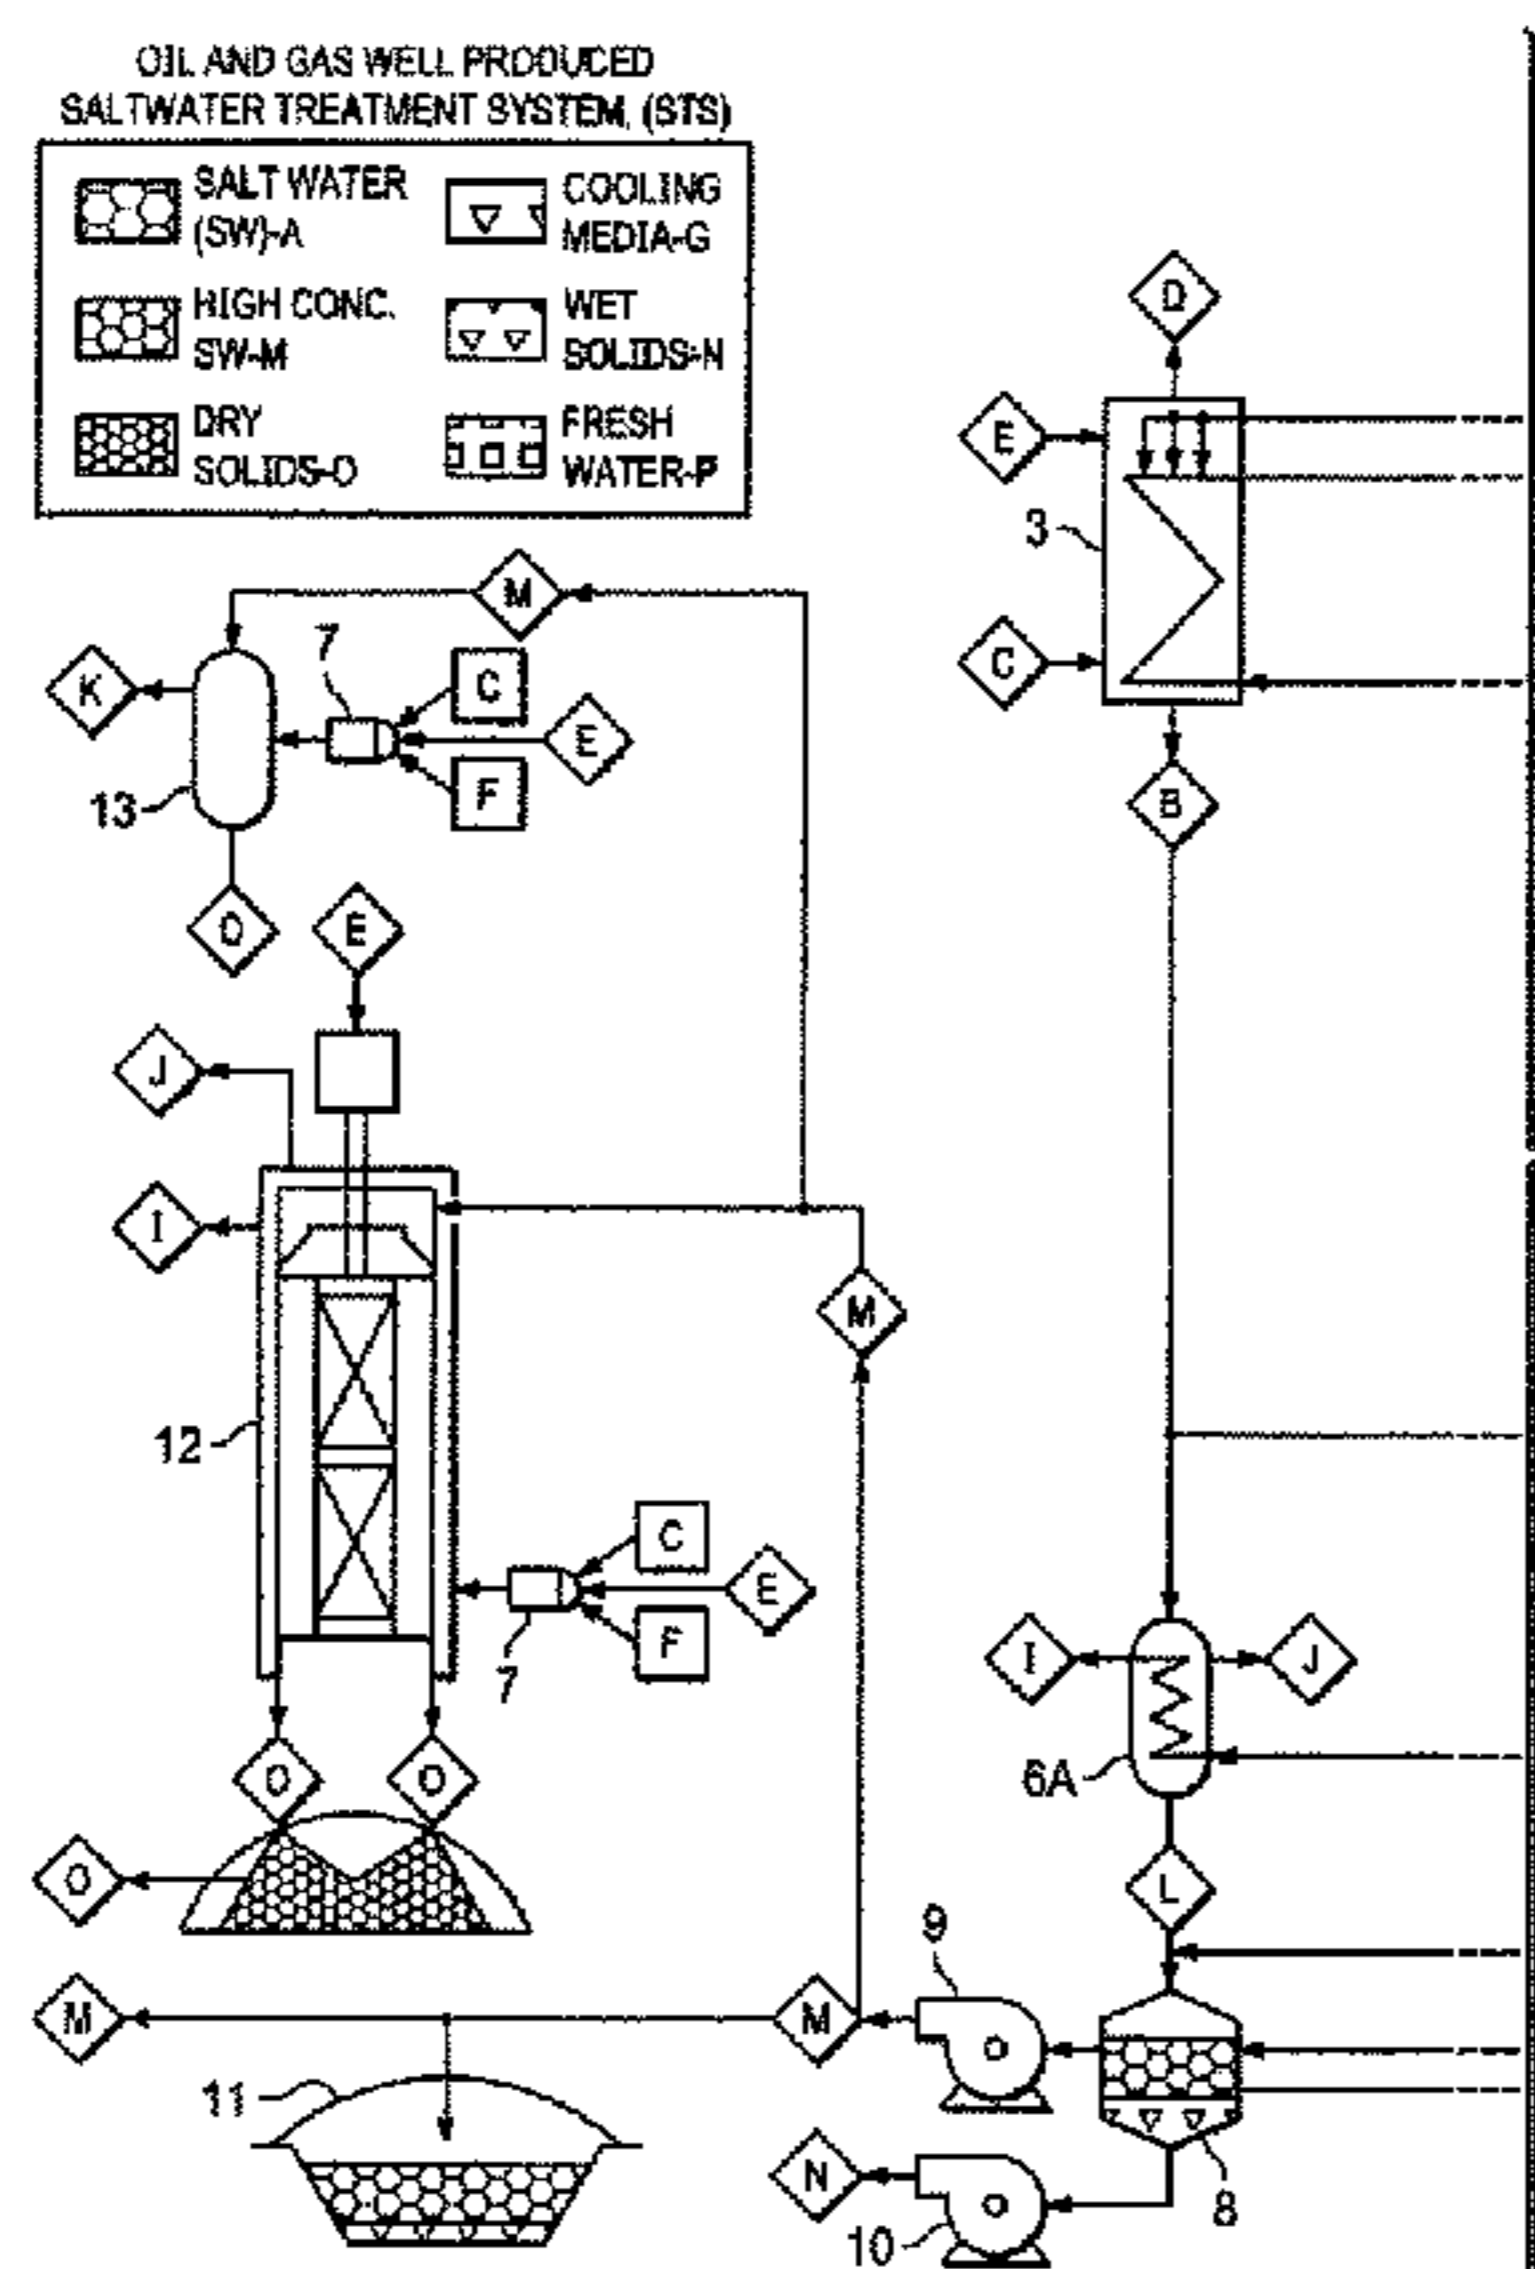 OIL AND GAS WELL PRODUCED
SALTWATER TREATMENT SYSTEM, (STS)
SALT WATER
(SW)-A
COOLING
MEDIA-G
HIGH CONC.
SW-M
WET
SOLIDS-N
DRY
SOLIDS-O
FRESH
WATER-P
D
E
3
C
B
M
K
7
C
E
F
13
O
E
J
I
M
12
C
E
F
7
I
J
6A
O
O
O
L
9
M
M
11
N
10
8